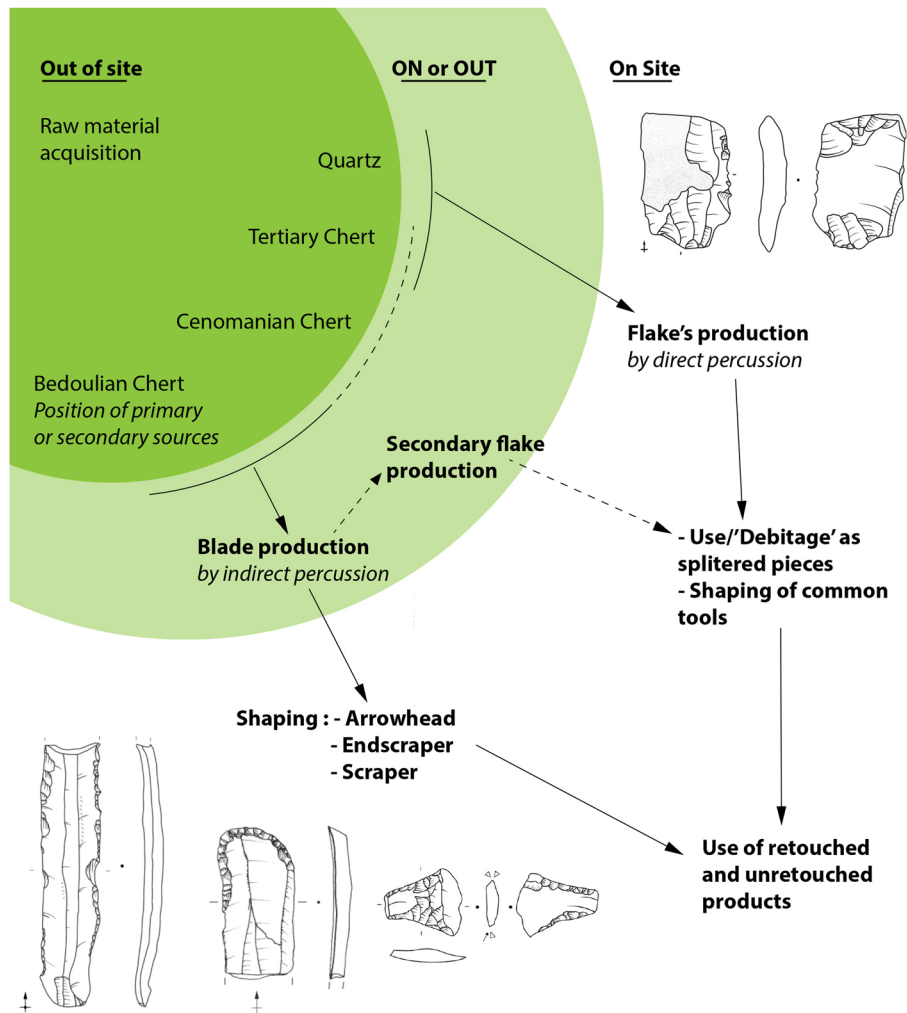 Out of site
ON or OUT
On Site
Raw material
acquisition
Quartz
Tertiary Chert
Cenomanian Chert
Bedoulian Chert
Position of primary
or secondary sources
Flake's production
by direct percussion
Secondary flake
production
Blade production
by indirect percussion
- Use/'Debitage' as
splitered pieces
- Shaping of common
tools
Shaping : - Arrowhead
- Endscraper
- Scraper
Use of retouched
and unretouched
products